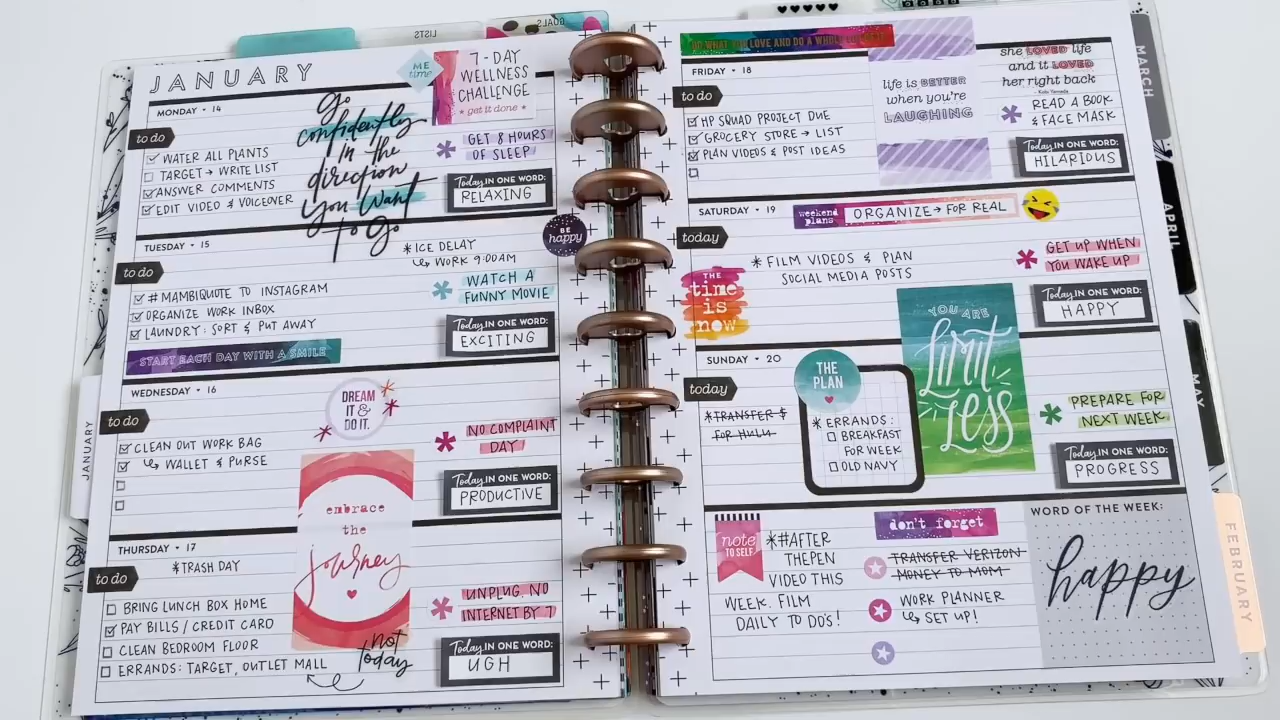 LISTS
GOALS
JANUARY
ME
time
7-DAY
WELLNESS
CHALLENGE
* get it done *
MONDAY • 14
to do
go
confidently
in the
direction
you want
to go
WATER ALL PLANTS
TARGET → WRITE LIST
ANSWER COMMENTS
EDIT VIDEO & VOICEOVER
GET 8 HOURS
OF SLEEP
Today, IN ONE WORD:
RELAXING
TUESDAY • 15
BE
happy
*ICE DELAY
↳ WORK 9:00AM
to do
# MAMBIQUOTE TO INSTAGRAM
ORGANIZE WORK INBOX
LAUNDRY: SORT & PUT AWAY
WATCH A
FUNNY MOVIE
START EACH DAY WITH A SMILE
Today, IN ONE WORD:
EXCITING
WEDNESDAY • 16
DREAM
IT &
DO IT.
to do
CLEAN OUT WORK BAG
↳ WALLET & PURSE
NO COMPLAINT
DAY
Today, IN ONE WORD:
PRODUCTIVE
embrace
the
journey
THURSDAY • 17
*TRASH DAY
to do
BRING LUNCH BOX HOME
PAY BILLS / CREDIT CARD
CLEAN BEDROOM FLOOR
ERRANDS: TARGET, OUTLET MALL
not
today
UNPLUG, NO
INTERNET BY 7
Today, IN ONE WORD:
UGH
JANUARY
DO WHAT YOU LOVE AND DO A WHOLE
FRIDAY • 18
to do
HP SQUAD PROJECT DUE
GROCERY STORE → LIST
PLAN VIDEOS & POST IDEAS
life is BETTER
when you're
LAUGHING
she LOVED life
and it LOVED
her right back
READ A BOOK
& FACE MASK
Today, IN ONE WORD:
HILARIOUS
SATURDAY • 19
weekend
plans
ORGANIZE → FOR REAL
today
* FILM VIDEOS & PLAN
SOCIAL MEDIA POSTS
GET UP WHEN
YOU WAKE UP
THE
time
is
now
Today, IN ONE WORD:
HAPPY
YOU ARE
limit
less
SUNDAY • 20
THE
PLAN
today
*TRANSFER $
FOR HULU
* ERRANDS:
BREAKFAST
FOR WEEK
OLD NAVY
PREPARE FOR
NEXT WEEK
Today, IN ONE WORD:
PROGRESS
note
TO SELF
*#AFTER
THEPEN
VIDEO THIS
WEEK. FILM
DAILY TO DO'S!
don't forget
TRANSFER VERIZON
MONEY TO MOM
WORK PLANNER
↳ SET UP!
WORD OF THE WEEK:
happy
MARCH
APRIL
MAY
FEBRUARY